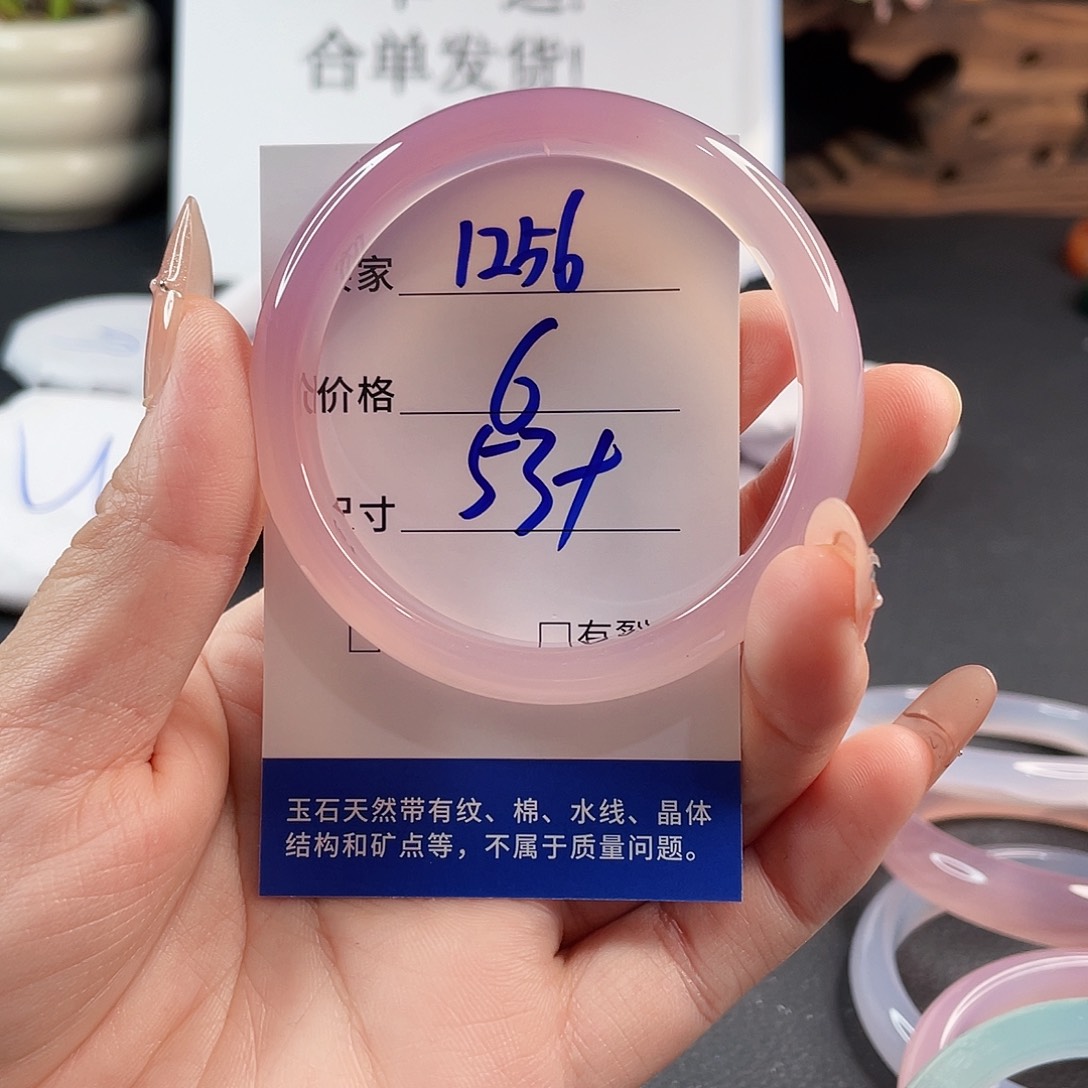 合单发货!
家 1256
价格 6
尺寸 53+
□ □有裂
玉石天然带有纹、棉、水线、晶体
结构和矿点等，不属于质量问题。